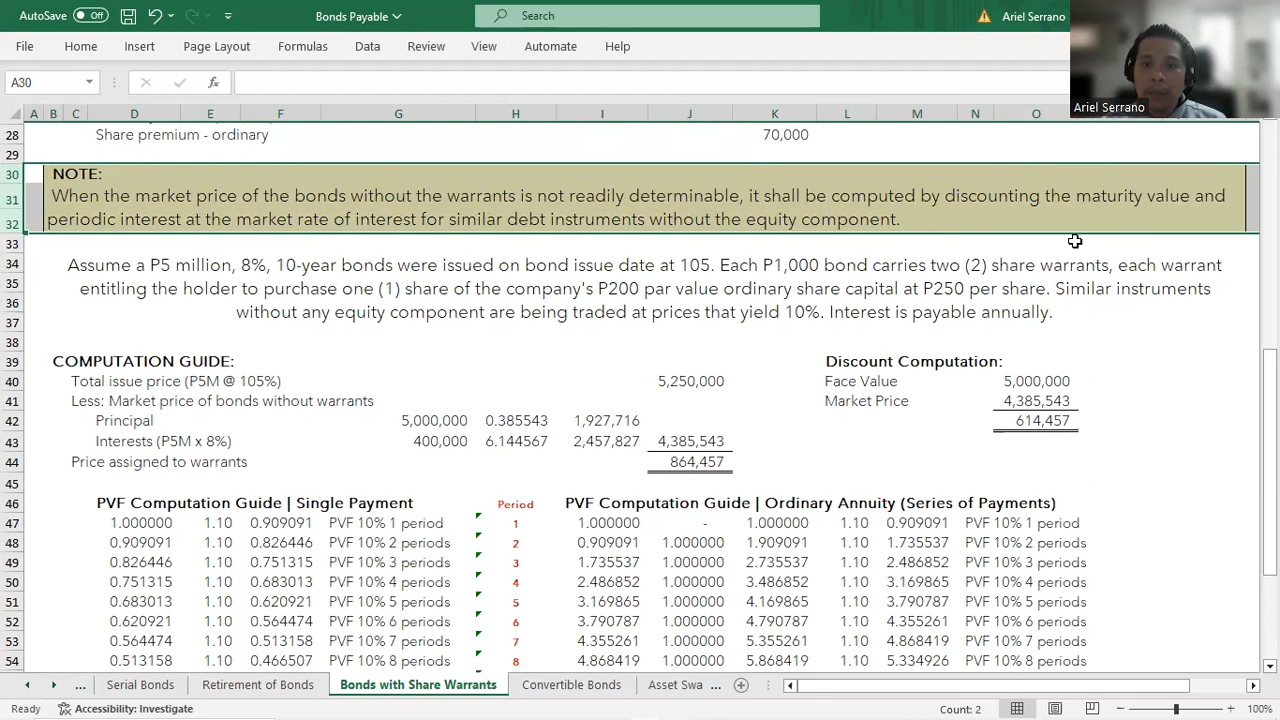 AutoSave Off Bonds Payable Search Ariel Serrano
File Home Insert Page Layout Formulas Data Review View Automate Help
A30 fx
Ariel Serrano
A B C D E F G H I J K L M N O
28 Share premium - ordinary 70,000
29
30 NOTE:
31 When the market price of the bonds without the warrants is not readily determinable, it shall be computed by discounting the maturity value and
32 periodic interest at the market rate of interest for similar debt instruments without the equity component.
33
34 Assume a P5 million, 8%, 10-year bonds were issued on bond issue date at 105. Each P1,000 bond carries two (2) share warrants, each warrant
35 entitling the holder to purchase one (1) share of the company's P200 par value ordinary share capital at P250 per share. Similar instruments
36
37 without any equity component are being traded at prices that yield 10%. Interest is payable annually.
38
39 COMPUTATION GUIDE: Discount Computation:
40 Total issue price (P5M @ 105%) 5,250,000 Face Value 5,000,000
41 Less: Market price of bonds without warrants Market Price 4,385,543
42 Principal 5,000,000 0.385543 1,927,716 614,457
43 Interests (P5M x 8%) 400,000 6.144567 2,457,827 4,385,543
44 Price assigned to warrants 864,457
45
46 PVF Computation Guide | Single Payment Period PVF Computation Guide | Ordinary Annuity (Series of Payments)
47 1.000000 1.10 0.909091 PVF 10% 1 period 1 1.000000 - 1.000000 1.10 0.909091 PVF 10% 1 period
48 0.909091 1.10 0.826446 PVF 10% 2 periods 2 0.909091 1.000000 1.909091 1.10 1.735537 PVF 10% 2 periods
49 0.826446 1.10 0.751315 PVF 10% 3 periods 3 1.735537 1.000000 2.735537 1.10 2.486852 PVF 10% 3 periods
50 0.751315 1.10 0.683013 PVF 10% 4 periods 4 2.486852 1.000000 3.486852 1.10 3.169865 PVF 10% 4 periods
51 0.683013 1.10 0.620921 PVF 10% 5 periods 5 3.169865 1.000000 4.169865 1.10 3.790787 PVF 10% 5 periods
52 0.620921 1.10 0.564474 PVF 10% 6 periods 6 3.790787 1.000000 4.790787 1.10 4.355261 PVF 10% 6 periods
53 0.564474 1.10 0.513158 PVF 10% 7 periods 7 4.355261 1.000000 5.355261 1.10 4.868419 PVF 10% 7 periods
54 0.513158 1.10 0.466507 PVF 10% 8 periods 8 4.868419 1.000000 5.868419 1.10 5.334926 PVF 10% 8 periods
... Serial Bonds Retirement of Bonds Bonds with Share Warrants Convertible Bonds Asset Swa ...
Ready Accessibility: Investigate Count: 2 100%